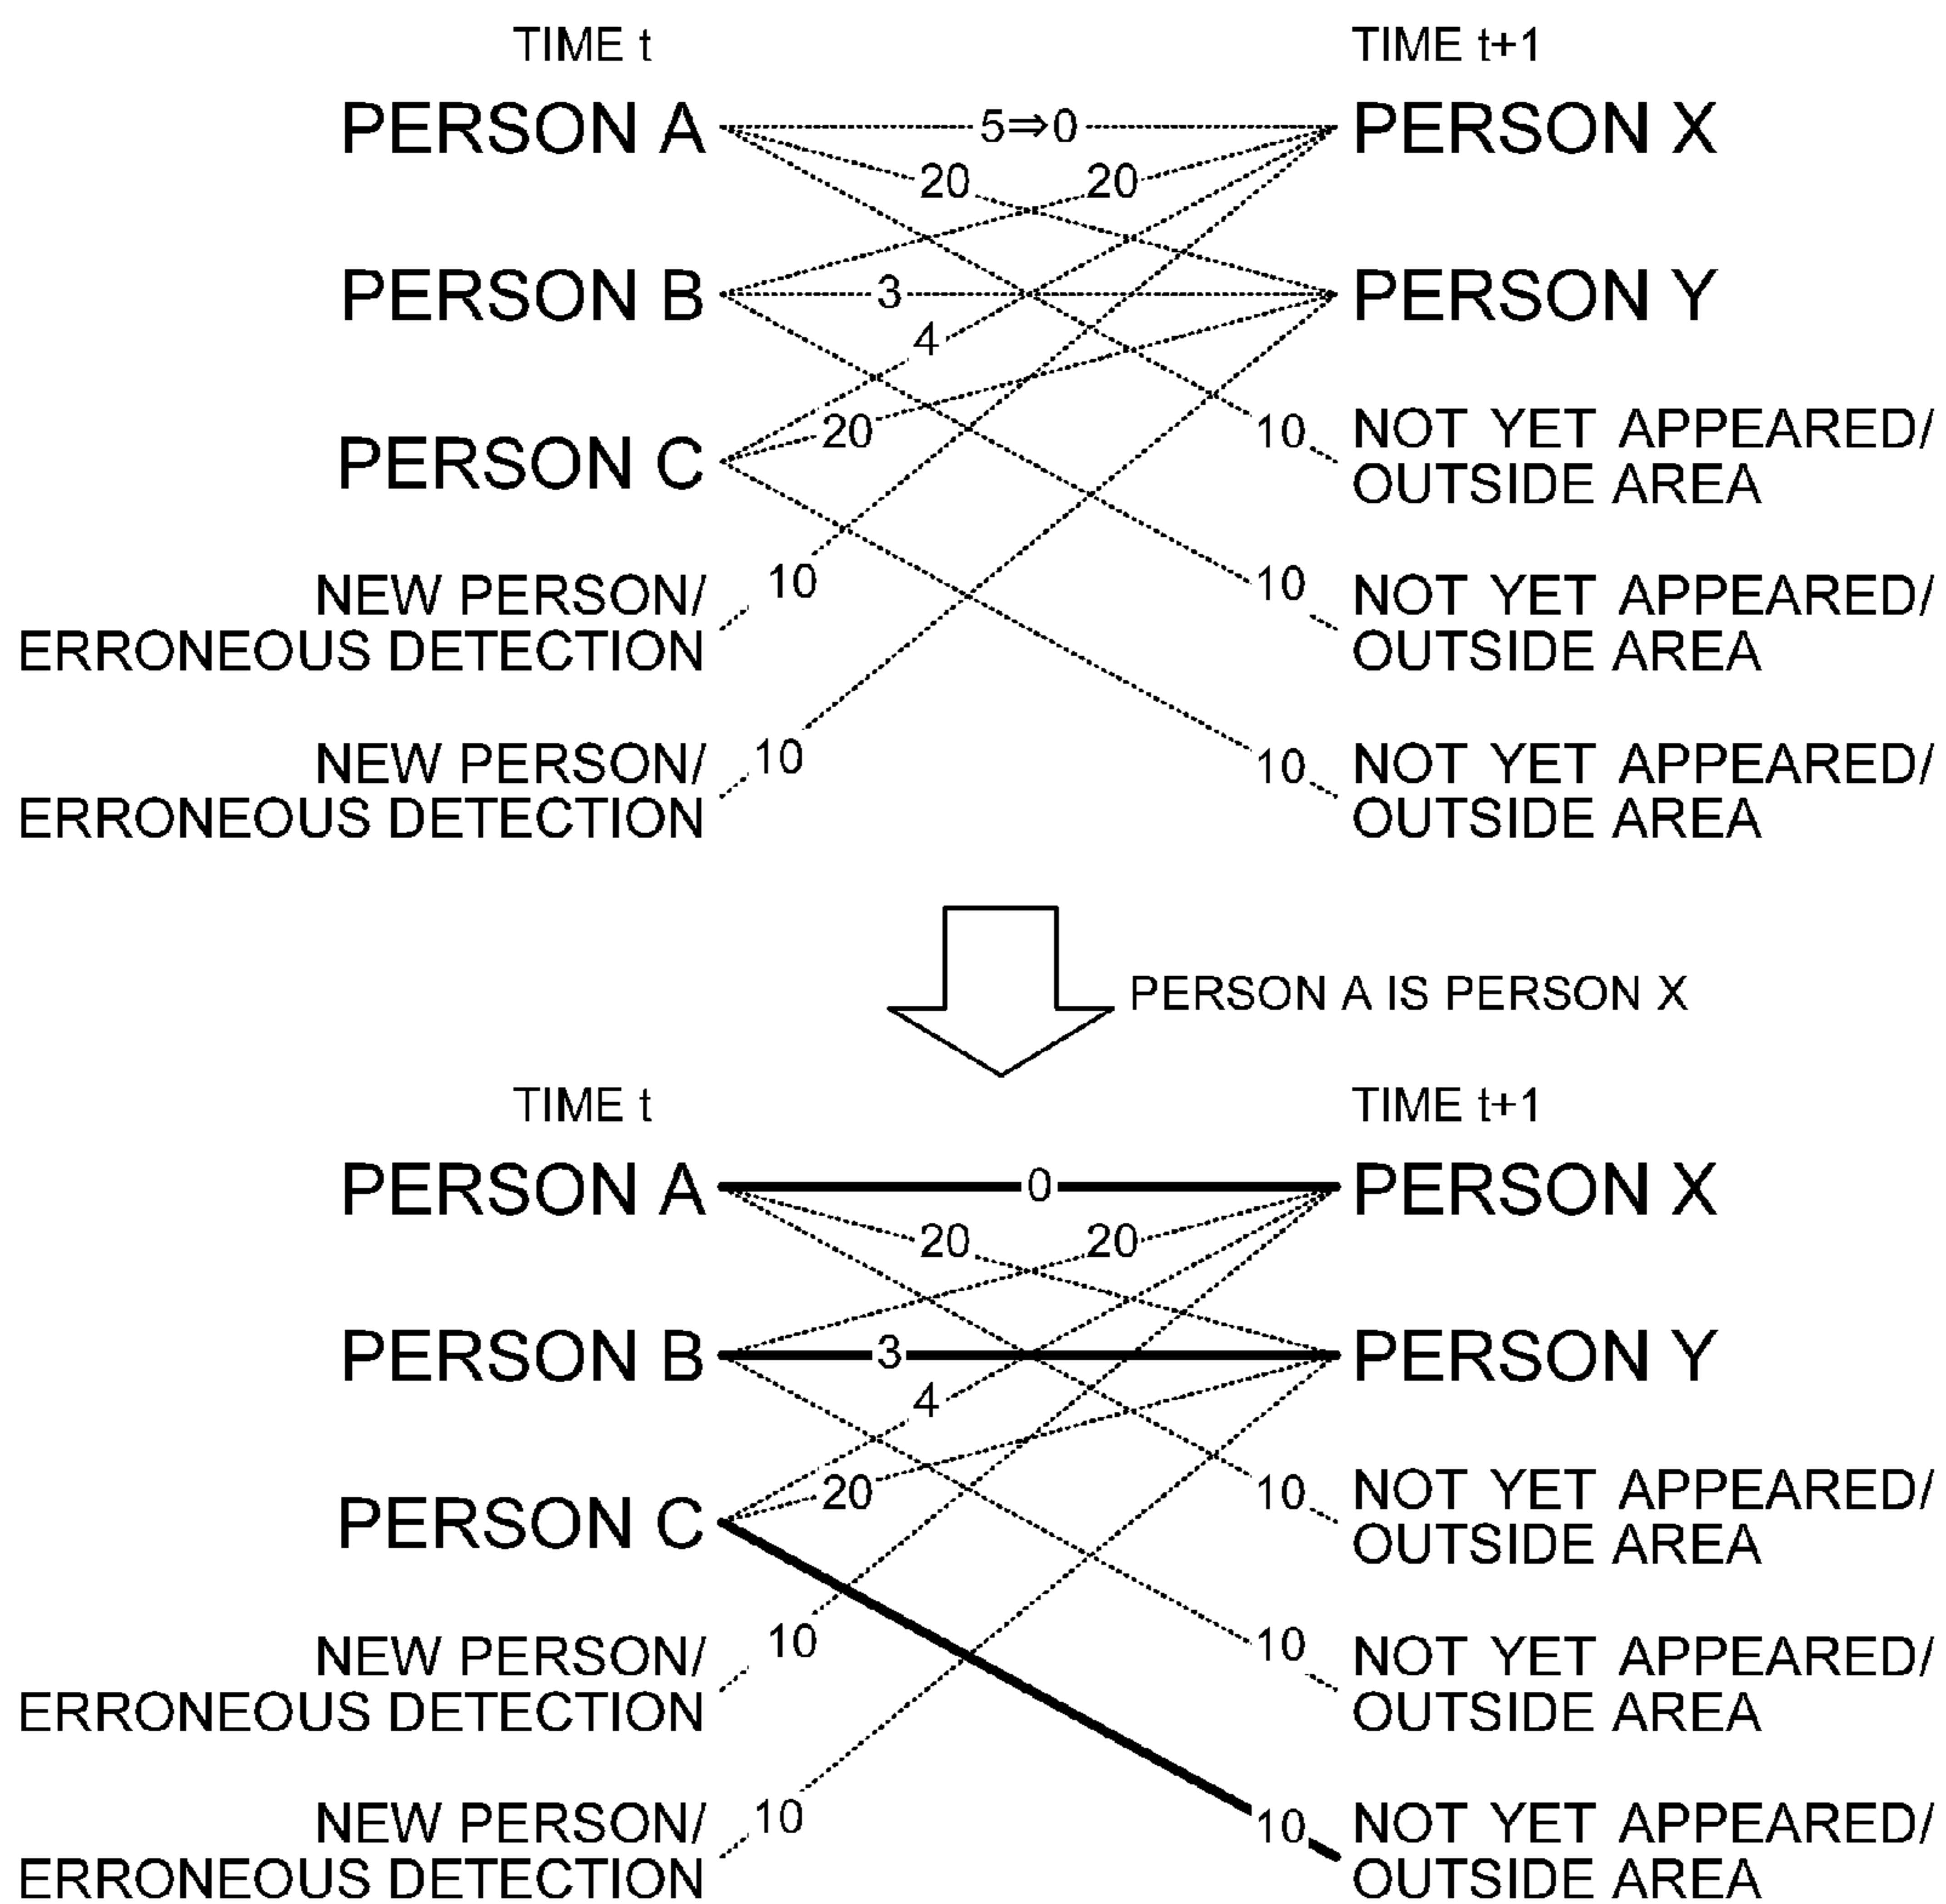 TIME t TIME t+1
PERSON A 5⇒0 PERSON X
20 20
PERSON B 3 PERSON Y
4
PERSON C 20 10 NOT YET APPEARED/
OUTSIDE AREA
NEW PERSON/ 10 10 NOT YET APPEARED/
ERRONEOUS DETECTION OUTSIDE AREA
NEW PERSON/ 10 10 NOT YET APPEARED/
ERRONEOUS DETECTION OUTSIDE AREA
PERSON A IS PERSON X
TIME t TIME t+1
PERSON A 0 PERSON X
20 20
PERSON B 3 PERSON Y
4
PERSON C 20 10 NOT YET APPEARED/
OUTSIDE AREA
NEW PERSON/ 10 10 NOT YET APPEARED/
ERRONEOUS DETECTION OUTSIDE AREA
NEW PERSON/ 10 10 NOT YET APPEARED/
ERRONEOUS DETECTION OUTSIDE AREA